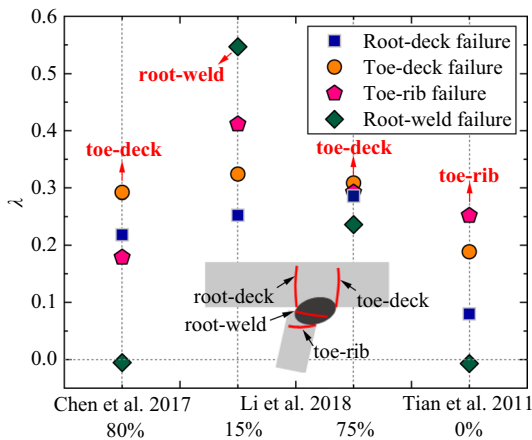 0.6
0.5
0.4
0.3
0.2
0.1
0.0
λ
Root-deck failure
Toe-deck failure
Toe-rib failure
Root-weld failure
root-weld
toe-deck
toe-deck
toe-rib
root-deck
toe-deck
root-weld
toe-rib
Chen et al. 2017 Li et al. 2018 Tian et al. 2011
80% 15% 75% 0%